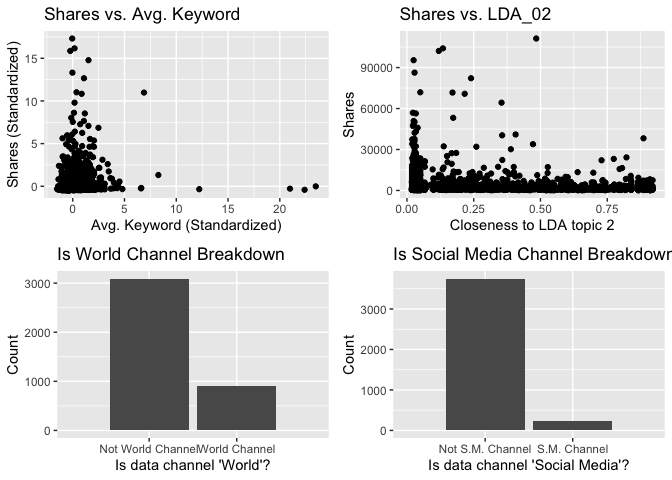 Shares vs. Avg. Keyword
Shares (Standardized)
15
10
5
0
0 5 10 15 20
Avg. Keyword (Standardized)
Shares vs. LDA_02
Shares
90000
60000
30000
0
0.00 0.25 0.50 0.75
Closeness to LDA topic 2
Is World Channel Breakdown
Count
3000
2000
1000
0
Not World Channel World Channel
Is data channel 'World'?
Is Social Media Channel Breakdown
Count
3000
2000
1000
0
Not S.M. Channel S.M. Channel
Is data channel 'Social Media'?